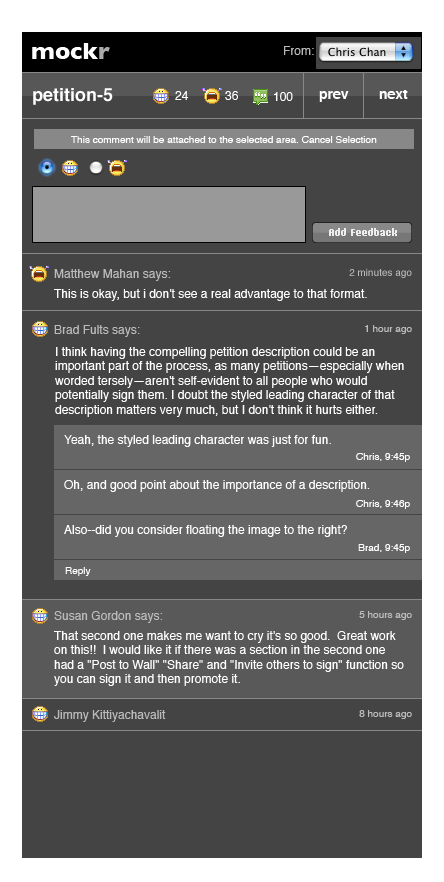 mockr
From: Chris Chan
petition-5 24 36 100 prev next
This comment will be attached to the selected area. Cancel Selection
Add Feedback
Matthew Mahan says: 2 minutes ago
This is okay, but i don't see a real advantage to that format.
Brad Fults says: 1 hour ago
I think having the compelling petition description could be an
important part of the process, as many petitions—especially when
worded tersely—aren't self-evident to all people who would
potentially sign them. I doubt the styled leading character of that
description matters very much, but I don't think it hurts either.
Yeah, the styled leading character was just for fun.
Chris, 9:45p
Oh, and good point about the importance of a description.
Chris, 9:46p
Also--did you consider floating the image to the right?
Brad, 9:45p
Reply
Susan Gordon says: 5 hours ago
That second one makes me want to cry it's so good.  Great work
on this!!  I would like it if there was a section in the second one
had a "Post to Wall" "Share" and "Invite others to sign" function so
you can sign it and then promote it.
Jimmy Kittiyachavalit 8 hours ago